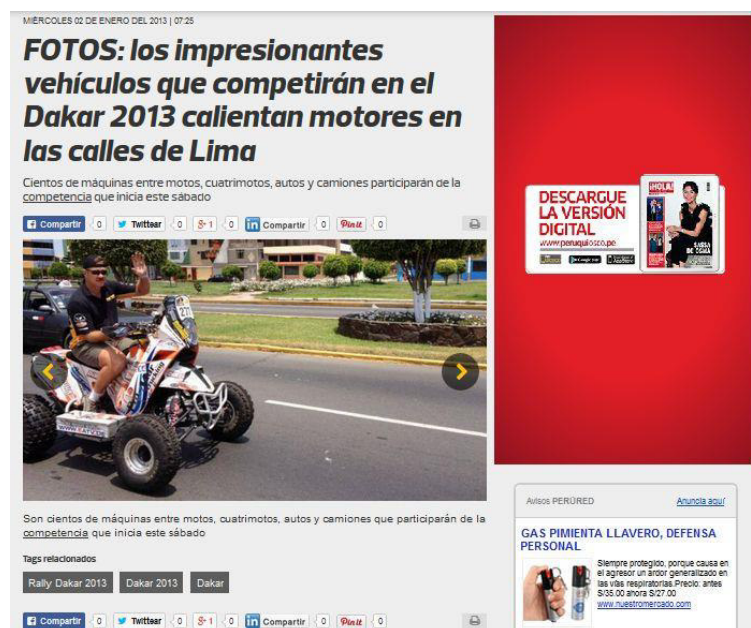 MIÉRCOLES 02 DE ENERO DEL 2013 | 07:25
FOTOS: los impresionantes
vehículos que competirán en el
Dakar 2013 calientan motores en
las calles de Lima
Cientos de máquinas entre motos, cuatrimotos, autos y camiones participarán de la
competencia que inicia este sábado
Compartir 0 Twittear 0 g+1 0 in Compartir 0 Pin it 0
277
Son cientos de máquinas entre motos, cuatrimotos, autos y camiones que participarán de la
competencia que inicia este sábado
Tags relacionados
Rally Dakar 2013 Dakar 2013 Dakar
Compartir 0 Twittear 0 g+1 0 in Compartir 0 Pin it 0
DESCARGUE
LA VERSIÓN
DIGITAL
www.peruquiosco.pe
¡HOLA!
Avisos PERÚRED Anuncia aquí
GAS PIMIENTA LLAVERO, DEFENSA
PERSONAL
Siempre protegido, porque causa en
el agresor un ardor generalizado en
las vías respiratorias.Precio: antes
S/35.00 ahora S/27.00
www.nuestromercado.com